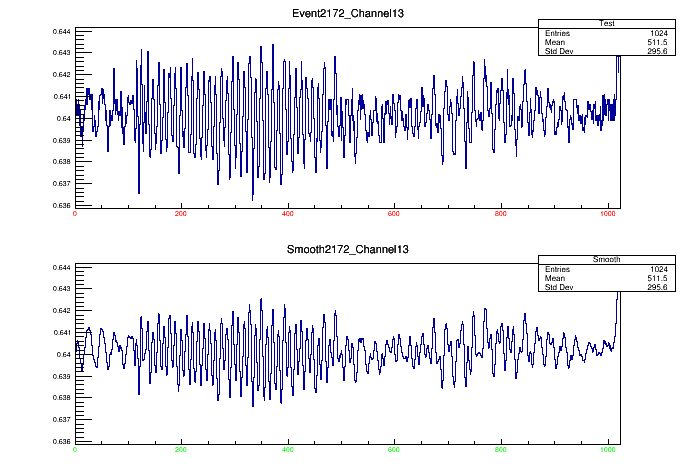 Event2172_Channel13
Test
Entries 1024
Mean 511.5
Std Dev 295.6
0.644
0.643
0.642
0.641
0.64
0.639
0.638
0.637
0.636
0 200 400 600 800 1000
Smooth2172_Channel13
Smooth
Entries 1024
Mean 511.5
Std Dev 295.6
0.644
0.643
0.642
0.641
0.64
0.639
0.638
0.637
0.636
0 200 400 600 800 1000